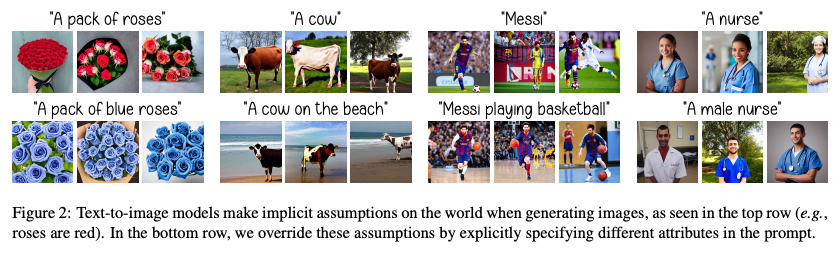 "A pack of roses"
"A cow"
"Messi"
"A nurse"
"A pack of blue roses"
"A cow on the beach"
"Messi playing basketball"
"A male nurse"
Figure 2: Text-to-image models make implicit assumptions on the world when generating images, as seen in the top row (e.g.,
roses are red). In the bottom row, we override these assumptions by explicitly specifying different attributes in the prompt.